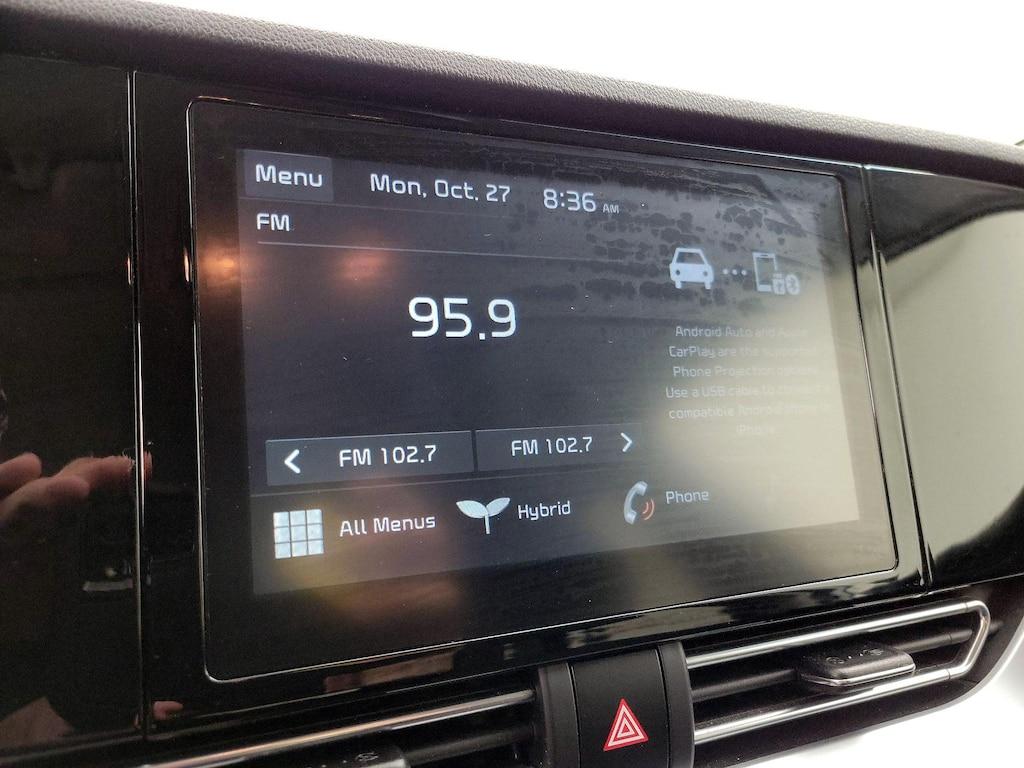 Menu Mon, Oct. 27 8:36 AM
FM
95.9
Android Auto and Apple
CarPlay are the supported
Phone Projection options.
Use a USB cable to connect a
compatible Android phone or
iPhone.
FM 102.7 FM 102.7
All Menus Hybrid Phone